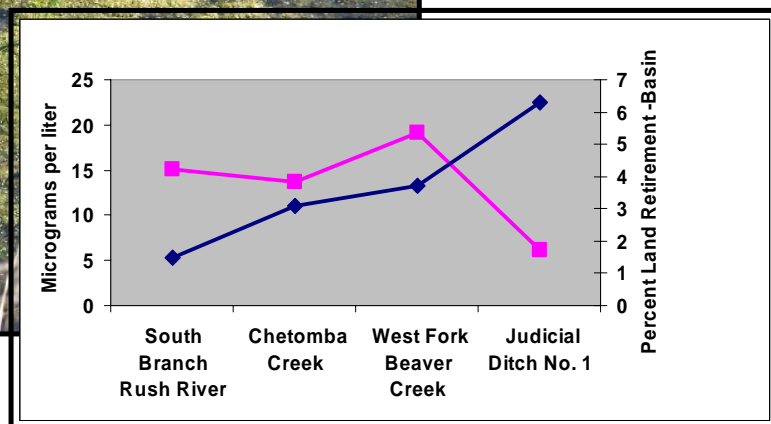 Micrograms per liter
25
20
15
10
5
0
7
6
5
4
3
2
1
0
Percent Land Retirement -Basin
South
Branch
Rush River
Chetomba
Creek
West Fork
Beaver
Creek
Judicial
Ditch No. 1